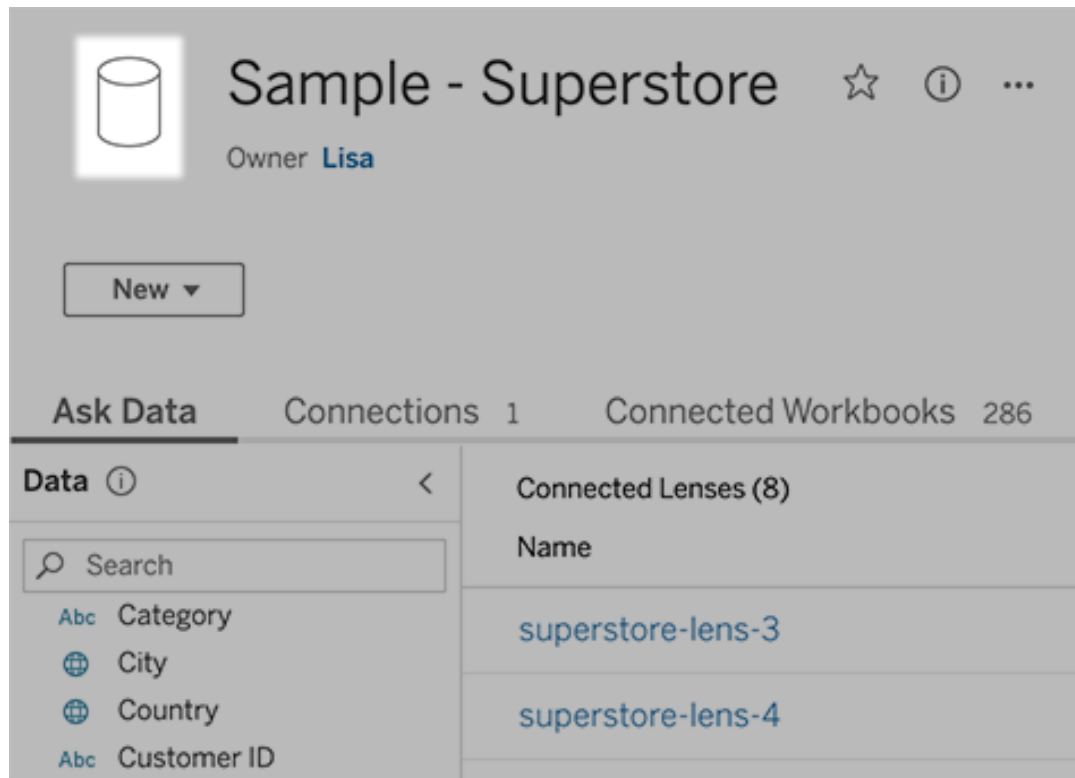 Sample - Superstore
Owner Lisa
New
Ask Data Connections 1 Connected Workbooks 286
Data
Search
Abc Category
City
Country
Abc Customer ID
Connected Lenses (8)
Name
superstore-lens-3
superstore-lens-4